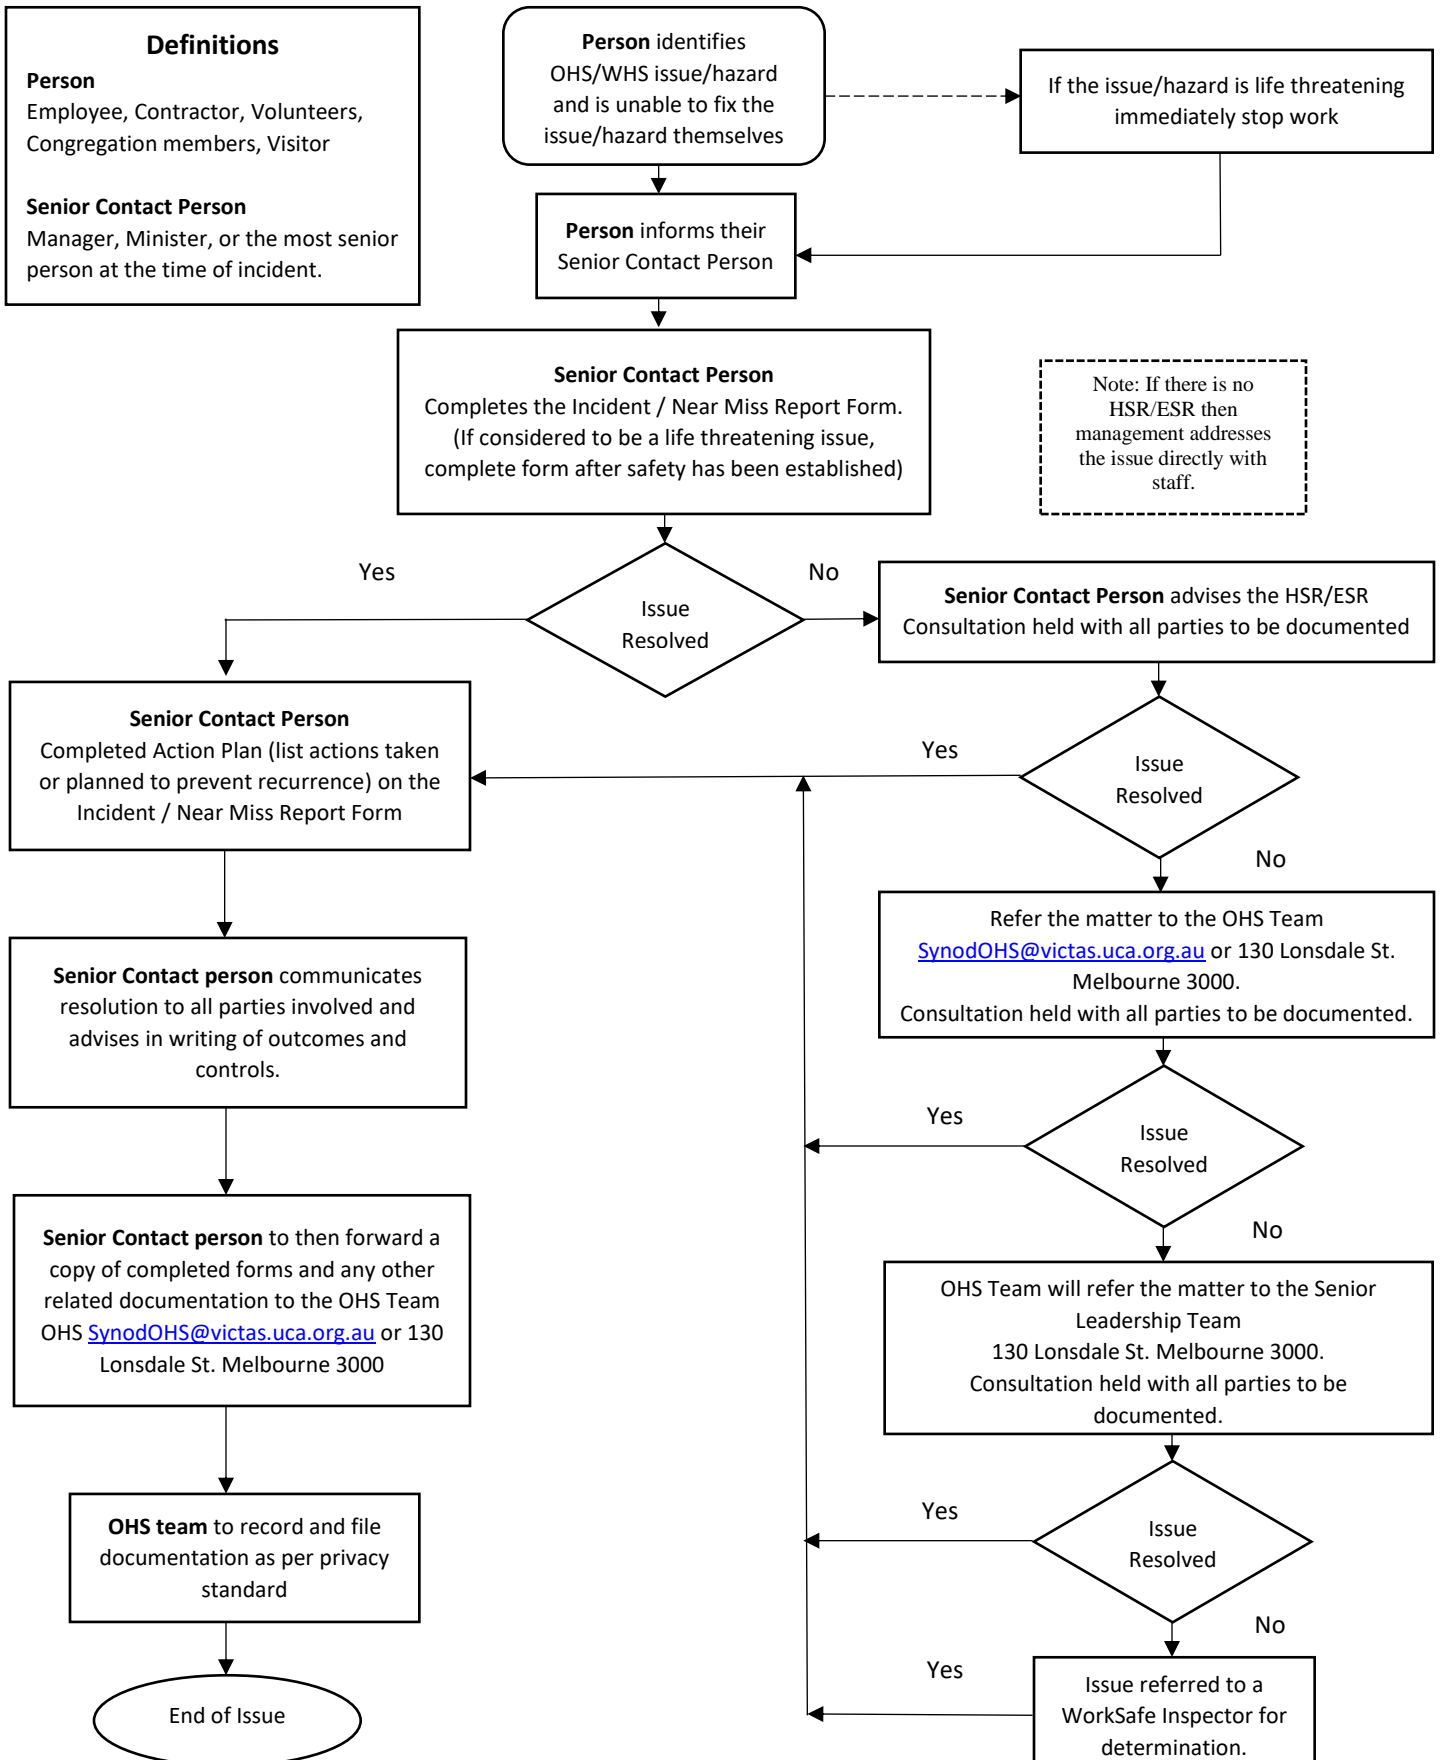 Definitions
Person
Employee, Contractor, Volunteers,
Congregation members, Visitor
Senior Contact Person
Manager, Minister, or the most senior
person at the time of incident.
Person identifies
OHS/WHS issue/hazard
and is unable to fix the
issue/hazard themselves
If the issue/hazard is life threatening
immediately stop work
Person informs their
Senior Contact Person
Senior Contact Person
Completes the Incident / Near Miss Report Form.
(If considered to be a life threatening issue,
complete form after safety has been established)
Note: If there is no
HSR/ESR then
management addresses
the issue directly with
staff.
Yes
Issue
Resolved
No
Senior Contact Person advises the HSR/ESR
Consultation held with all parties to be documented
Senior Contact Person
Completed Action Plan (list actions taken
or planned to prevent recurrence) on the
Incident / Near Miss Report Form
Yes
Issue
Resolved
No
Refer the matter to the OHS Team
SynodOHS@victas.uca.org.au or 130 Lonsdale St.
Melbourne 3000.
Consultation held with all parties to be documented.
Senior Contact person communicates
resolution to all parties involved and
advises in writing of outcomes and
controls.
Yes
Issue
Resolved
No
Senior Contact person to then forward a
copy of completed forms and any other
related documentation to the OHS Team
OHS SynodOHS@victas.uca.org.au or 130
Lonsdale St. Melbourne 3000
OHS Team will refer the matter to the Senior
Leadership Team
130 Lonsdale St. Melbourne 3000.
Consultation held with all parties to be
documented.
Yes
Issue
Resolved
No
OHS team to record and file
documentation as per privacy
standard
Yes
Issue referred to a
WorkSafe Inspector for
determination.
End of Issue